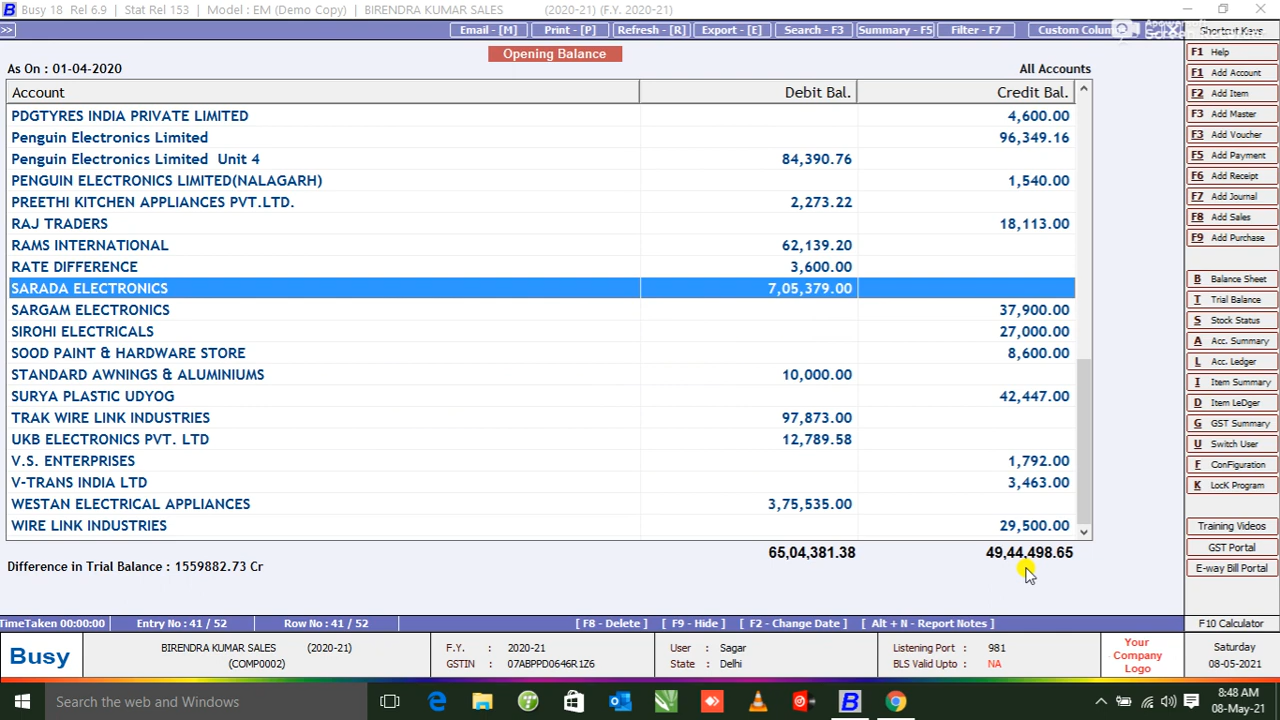 Busy 18 Rel 6.9 | Stat Rel 153 | Model : EM (Demo Copy) | BIRENDRA KUMAR SALES (2020-21) (F.Y. 2020-21)
>> Email - [M] Print - [P] Refresh - [R] Export - [E] Search - F3 Summary - F5 Filter - F7 Custom Colum
Shortcut Keys
Opening Balance
As On : 01-04-2020 All Accounts
Account Debit Bal. Credit Bal.
PDGTYRES INDIA PRIVATE LIMITED 4,600.00
Penguin Electronics Limited 96,349.16
Penguin Electronics Limited Unit 4 84,390.76
PENGUIN ELECTRONICS LIMITED(NALAGARH) 1,540.00
PREETHI KITCHEN APPLIANCES PVT.LTD. 2,273.22
RAJ TRADERS 18,113.00
RAMS INTERNATIONAL 62,139.20
RATE DIFFERENCE 3,600.00
SARADA ELECTRONICS 7,05,379.00
SARGAM ELECTRONICS 37,900.00
SIROHI ELECTRICALS 27,000.00
SOOD PAINT & HARDWARE STORE 8,600.00
STANDARD AWNINGS & ALUMINIUMS 10,000.00
SURYA PLASTIC UDYOG 42,447.00
TRAK WIRE LINK INDUSTRIES 97,873.00
UKB ELECTRONICS PVT. LTD 12,789.58
V.S. ENTERPRISES 1,792.00
V-TRANS INDIA LTD 3,463.00
WESTAN ELECTRICAL APPLIANCES 3,75,535.00
WIRE LINK INDUSTRIES 29,500.00
65,04,381.38 49,44,498.65
Difference in Trial Balance : 1559882.73 Cr
F1 Help
F1 Add Account
F2 Add Item
F3 Add Master
F3 Add Voucher
F5 Add Payment
F6 Add Receipt
F7 Add Journal
F8 Add Sales
F9 Add Purchase
B Balance Sheet
T Trial Balance
S Stock Status
A Acc. Summary
L Acc. Ledger
I Item Summary
D Item LeDger
G GST Summary
U Switch User
F ConFiguration
K LocK Program
Training Videos
GST Portal
E-way Bill Portal
TimeTaken 00:00:00 Entry No : 41 / 52 Row No : 41 / 52 [ F8 - Delete ] [ F9 - Hide ] [ F2 - Change Date ] [ Alt + N - Report Notes ] F10 Calculator
Busy
BIRENDRA KUMAR SALES (2020-21)
(COMP0002)
F.Y. : 2020-21
GSTIN : 07ABPPD0646R1Z6
User : Sagar
State : Delhi
Listening Port : 981
BLS Valid Upto : NA
Your
Company
Logo
Saturday
08-05-2021
Search the web and Windows
8:48 AM
08-May-21